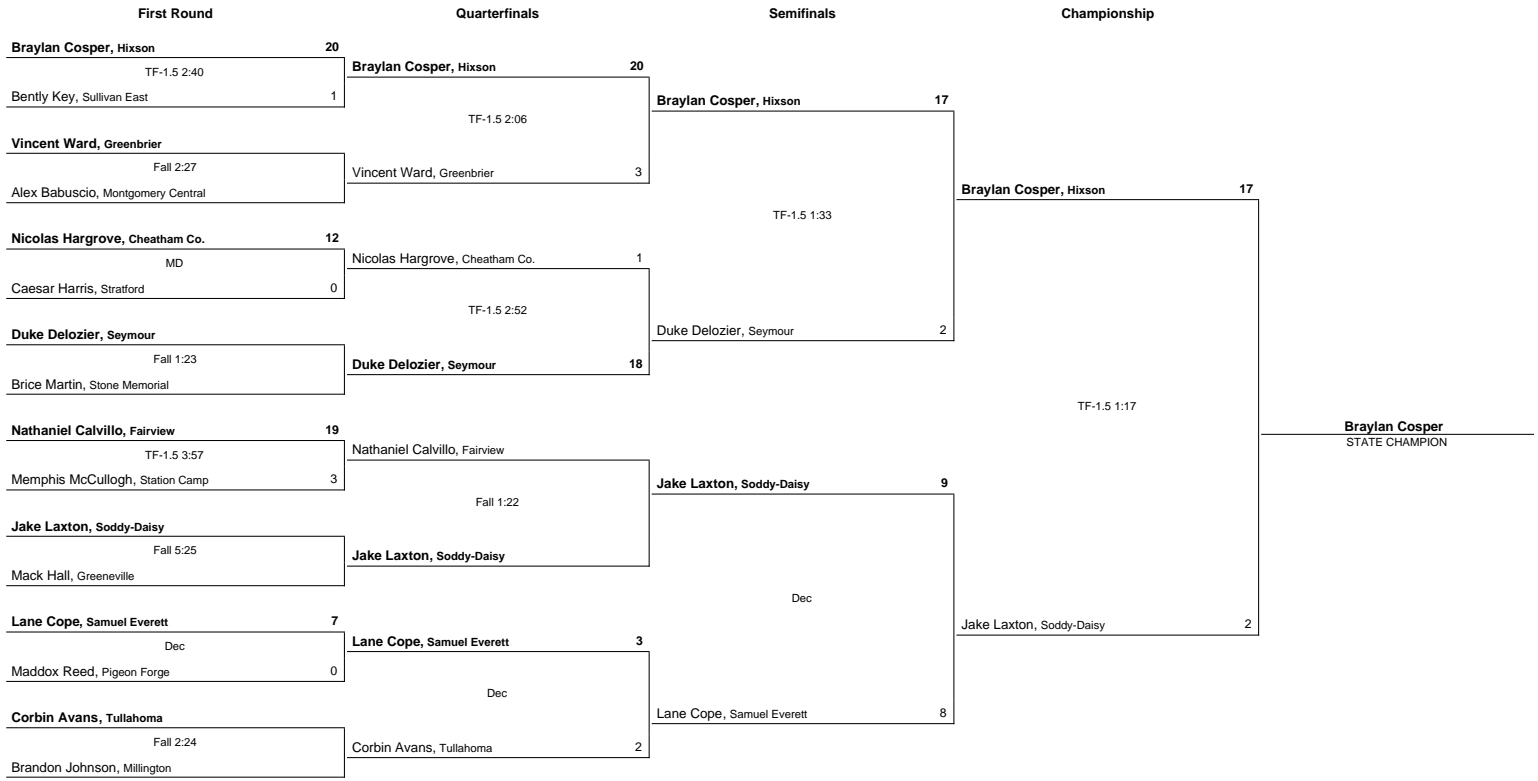 First Round
Quarterfinals
Semifinals
Championship
Braylan Cosper, Hixson 20
TF-1.5 2:40
Bently Key, Sullivan East 1
Vincent Ward, Greenbrier
Fall 2:27
Alex Babuscio, Montgomery Central
Nicolas Hargrove, Cheatham Co. 12
MD
Caesar Harris, Stratford 0
Duke Delozier, Seymour
Fall 1:23
Brice Martin, Stone Memorial
Nathaniel Calvillo, Fairview 19
TF-1.5 3:57
Memphis McCullogh, Station Camp 3
Jake Laxton, Soddy-Daisy
Fall 5:25
Mack Hall, Greeneville
Lane Cope, Samuel Everett 7
Dec
Maddox Reed, Pigeon Forge 0
Corbin Avans, Tullahoma
Fall 2:24
Brandon Johnson, Millington
Braylan Cosper, Hixson 20
TF-1.5 2:06
Vincent Ward, Greenbrier 3
Nicolas Hargrove, Cheatham Co. 1
TF-1.5 2:52
Duke Delozier, Seymour 18
Nathaniel Calvillo, Fairview
Fall 1:22
Jake Laxton, Soddy-Daisy
Lane Cope, Samuel Everett 3
Dec
Corbin Avans, Tullahoma 2
Braylan Cosper, Hixson 17
TF-1.5 1:33
Duke Delozier, Seymour 2
Jake Laxton, Soddy-Daisy 9
Dec
Lane Cope, Samuel Everett 8
Braylan Cosper, Hixson 17
TF-1.5 1:17
Jake Laxton, Soddy-Daisy 2
Braylan Cosper
STATE CHAMPION